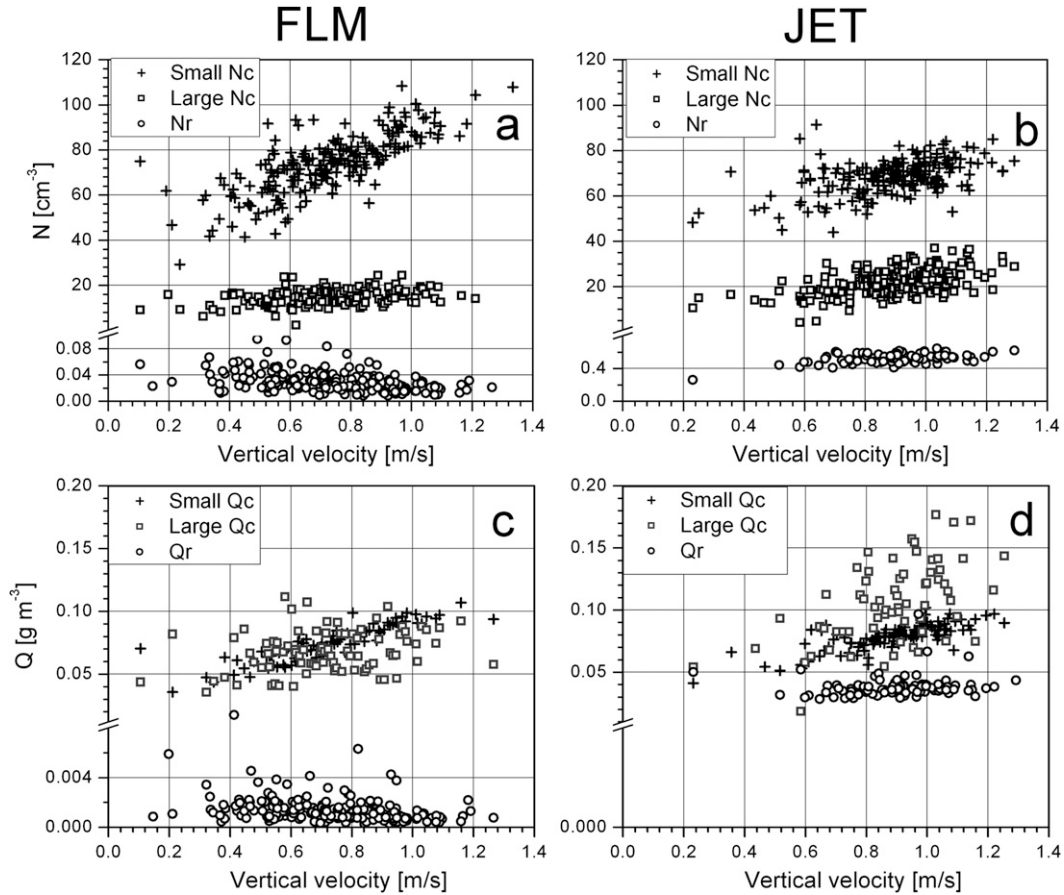 FLM JET
120 120
+ Small Nc + Small Nc
100 Large Nc 100 Large Nc
Nr a Nr b
80 80
60 60
N [cm⁻³]
40 40
20 20
0.08
0.04 0.4
0.00 0.0
0.0 0.2 0.4 0.6 0.8 1.0 1.2 1.4 0.0 0.2 0.4 0.6 0.8 1.0 1.2 1.4
Vertical velocity [m/s] Vertical velocity [m/s]
0.20 0.20
+ Small Qc + Small Qc
Large Qc Large Qc
Qr c Qr d
0.15 0.15
0.10 0.10
Q [g m⁻³]
0.05 0.05
0.004
0.000 0.000
0.0 0.2 0.4 0.6 0.8 1.0 1.2 1.4 0.0 0.2 0.4 0.6 0.8 1.0 1.2 1.4
Vertical velocity [m/s] Vertical velocity [m/s]